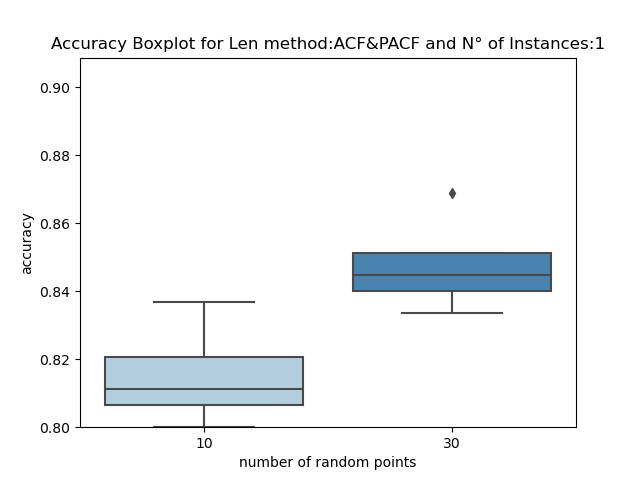 Accuracy Boxplot for Len method:ACF&PACF and N° of Instances:1
0.90
0.88
0.86
0.84
0.82
0.80
accuracy
10 30
number of random points